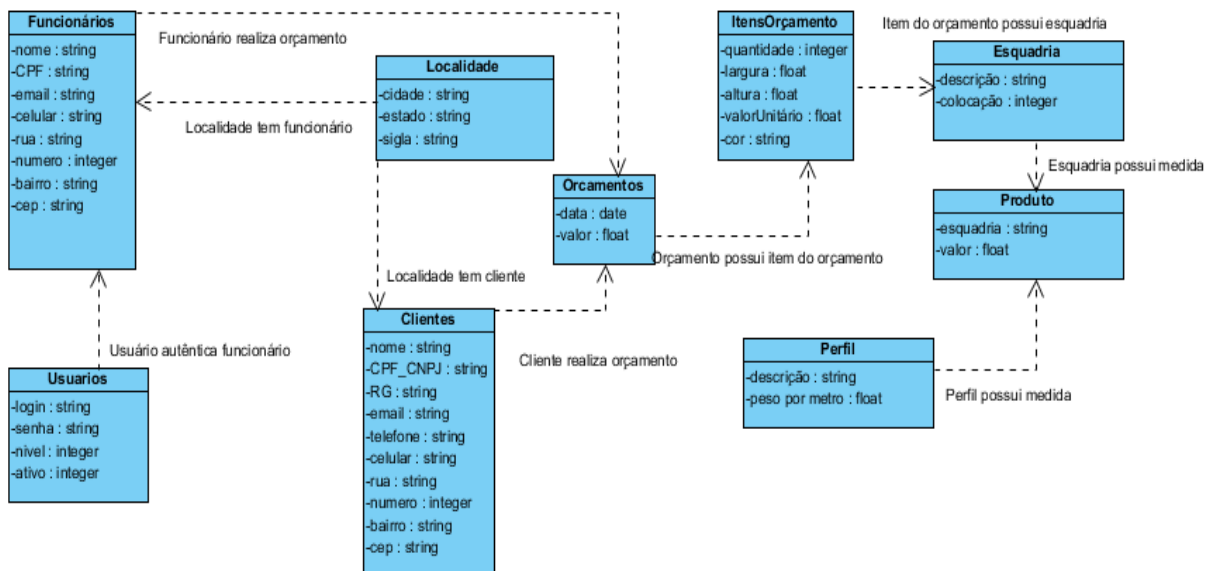 Funcionários
-nome : string
-CPF : string
-email : string
-celular : string
-rua : string
-numero : integer
-bairro : string
-cep : string
Funcionário realiza orçamento
Localidade
-cidade : string
-estado : string
-sigla : string
Localidade tem funcionário
ItensOrçamento
-quantidade : integer
-largura : float
-altura : float
-valorUnitário : float
-cor : string
Item do orçamento possui esquadria
Esquadria
-descrição : string
-colocação : integer
Esquadria possui medida
Orcamentos
-data : date
-valor : float
Orçamento possui item do orçamento
Produto
-esquadria : string
-valor : float
Localidade tem cliente
Usuário autêntica funcionário
Usuarios
-login : string
-senha : string
-nivel : integer
-ativo : integer
Clientes
-nome : string
-CPF_CNPJ : string
-RG : string
-email : string
-telefone : string
-celular : string
-rua : string
-numero : integer
-bairro : string
-cep : string
Cliente realiza orçamento
Perfil
-descrição : string
-peso por metro : float
Perfil possui medida